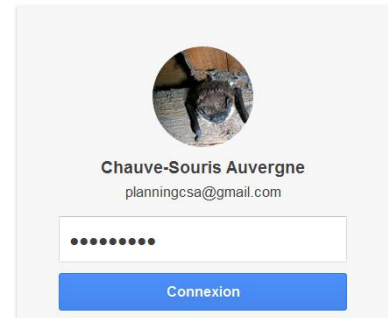 Chauve-Souris Auvergne
planningcsa@gmail.com
•••••••••
Connexion